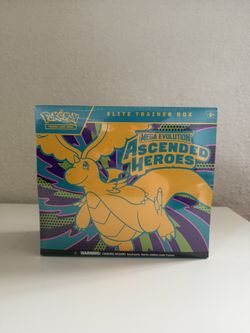 Pokémon
ELITE TRAINER BOX
MEGA EVOLUTION
ASCENDED
HEROES
WARNING: